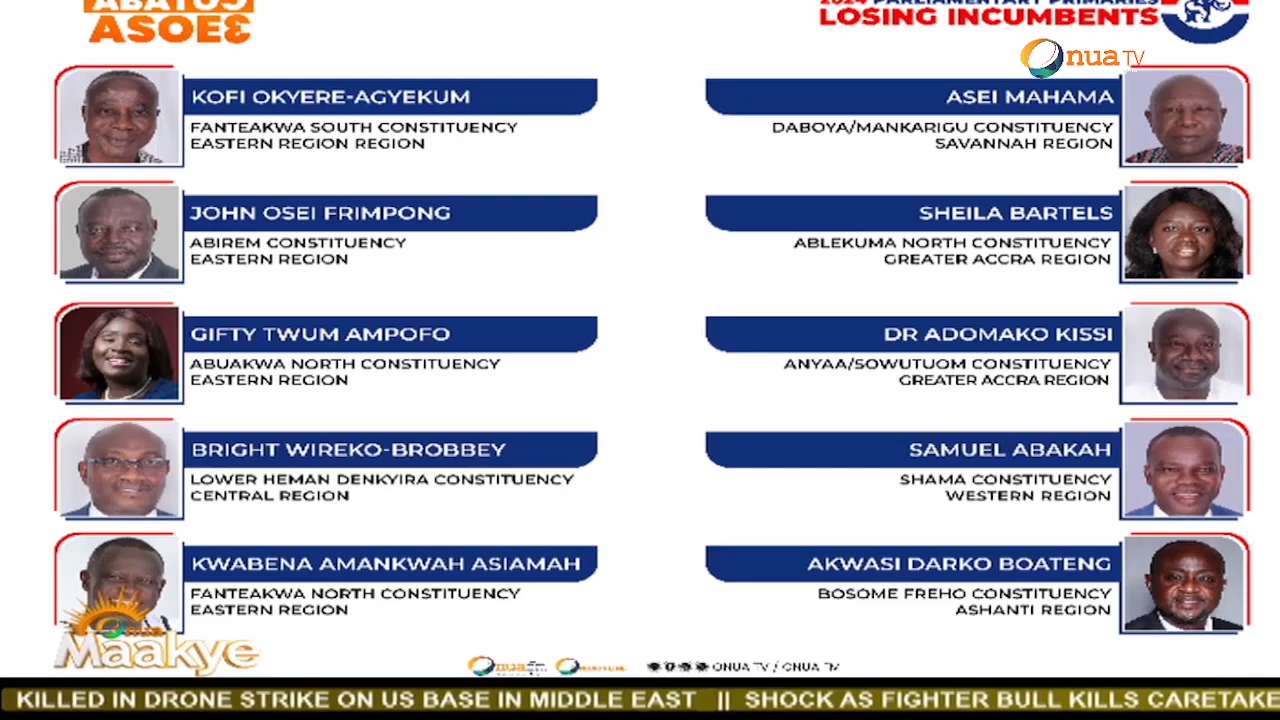 ABATOƆ
ASOEƐ
2024 PARLIAMENTARY PRIMARIES
LOSING INCUMBENTS
Onua TV
KOFI OKYERE-AGYEKUM
FANTEAKWA SOUTH CONSTITUENCY
EASTERN REGION REGION
JOHN OSEI FRIMPONG
ABIREM CONSTITUENCY
EASTERN REGION
GIFTY TWUM AMPOFO
ABUAKWA NORTH CONSTITUENCY
EASTERN REGION
BRIGHT WIREKO-BROBBEY
LOWER HEMAN DENKYIRA CONSTITUENCY
CENTRAL REGION
KWABENA AMANKWAH ASIAMAH
FANTEAKWA NORTH CONSTITUENCY
EASTERN REGION
ASEI MAHAMA
DABOYA/MANKARIGU CONSTITUENCY
SAVANNAH REGION
SHEILA BARTELS
ABLEKUMA NORTH CONSTITUENCY
GREATER ACCRA REGION
DR ADOMAKO KISSI
ANYAA/SOWUTUOM CONSTITUENCY
GREATER ACCRA REGION
SAMUEL ABAKAH
SHAMA CONSTITUENCY
WESTERN REGION
AKWASI DARKO BOATENG
BOSOME FREHO CONSTITUENCY
ASHANTI REGION
Onua
Maakye
Onua
ONUA TV / ONUA TV
KILLED IN DRONE STRIKE ON US BASE IN MIDDLE EAST || SHOCK AS FIGHTER BULL KILLS CARETAKE